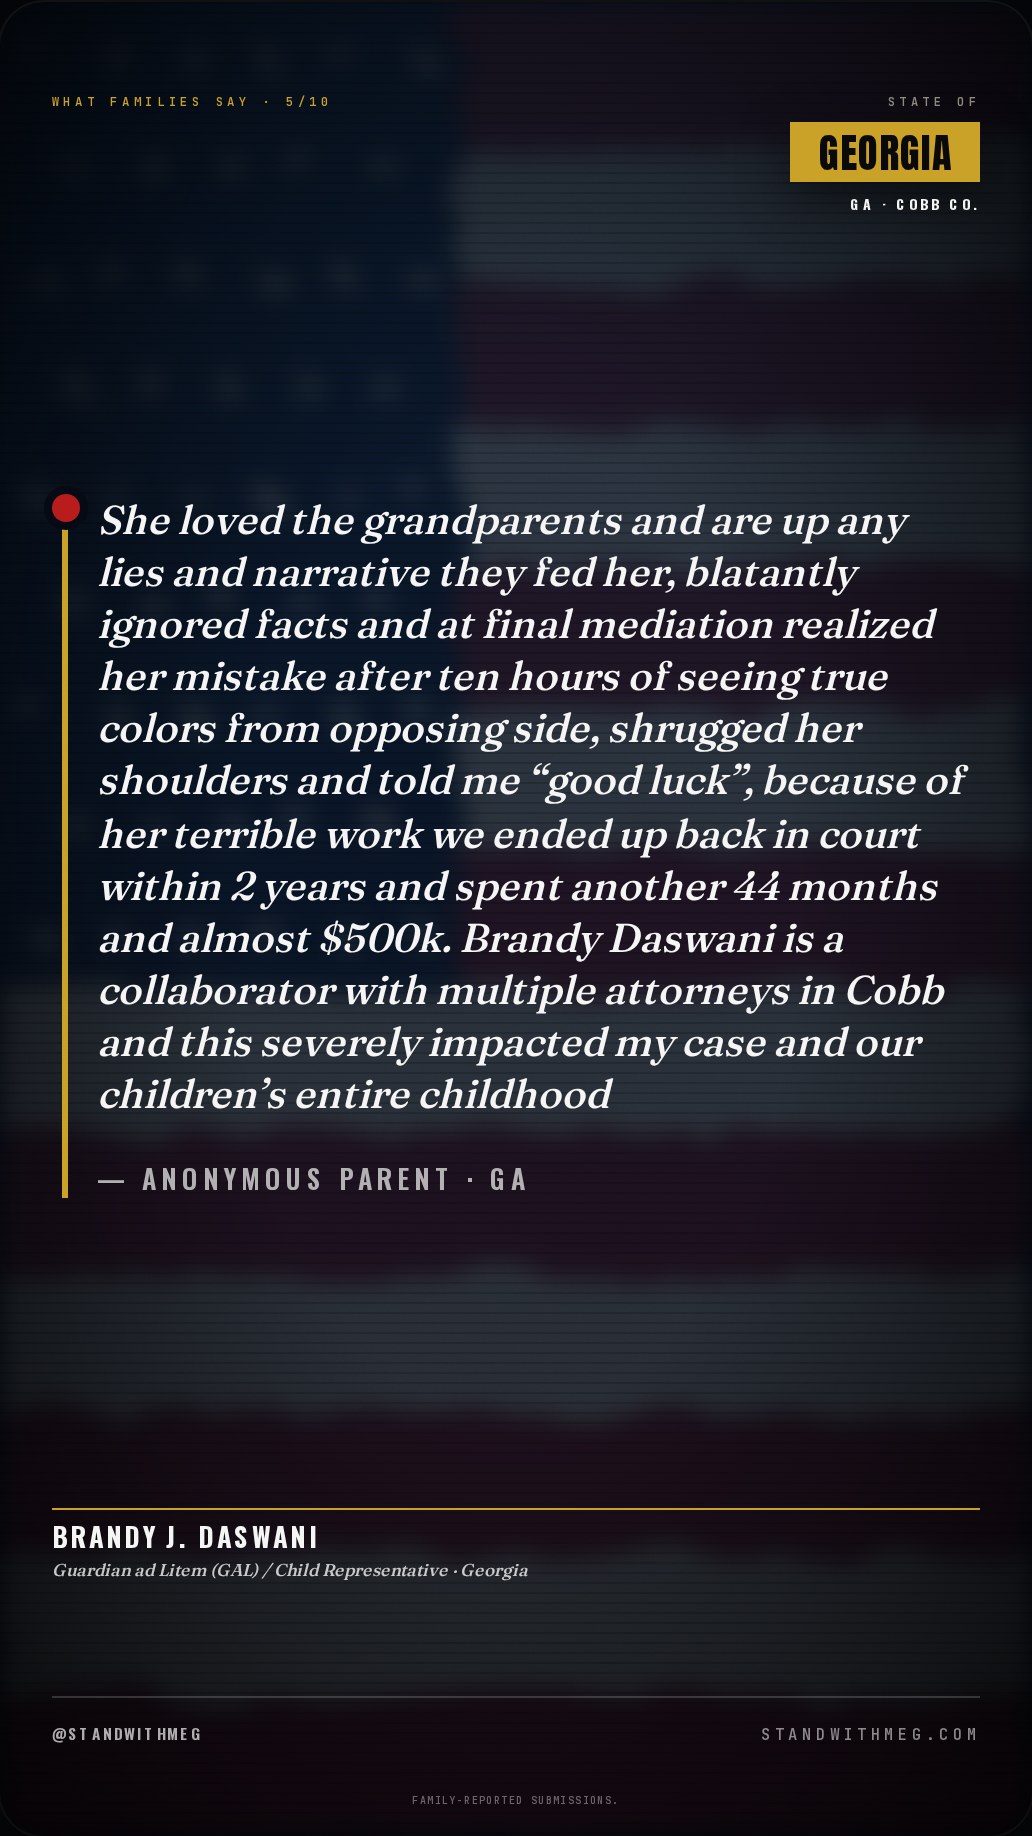 WHAT FAMILIES SAY · 5/10
STATE OF
GEORGIA
GA · COBB CO.
She loved the grandparents and are up any
lies and narrative they fed her, blatantly
ignored facts and at final mediation realized
her mistake after ten hours of seeing true
colors from opposing side, shrugged her
shoulders and told me “good luck”, because of
her terrible work we ended up back in court
within 2 years and spent another 44 months
and almost $500k. Brandy Daswani is a
collaborator with multiple attorneys in Cobb
and this severely impacted my case and our
children’s entire childhood
— ANONYMOUS PARENT · GA
BRANDY J. DASWANI
Guardian ad Litem (GAL) / Child Representative · Georgia
@STANDWITHMEG
STANDWITHMEG.COM
FAMILY-REPORTED SUBMISSIONS.